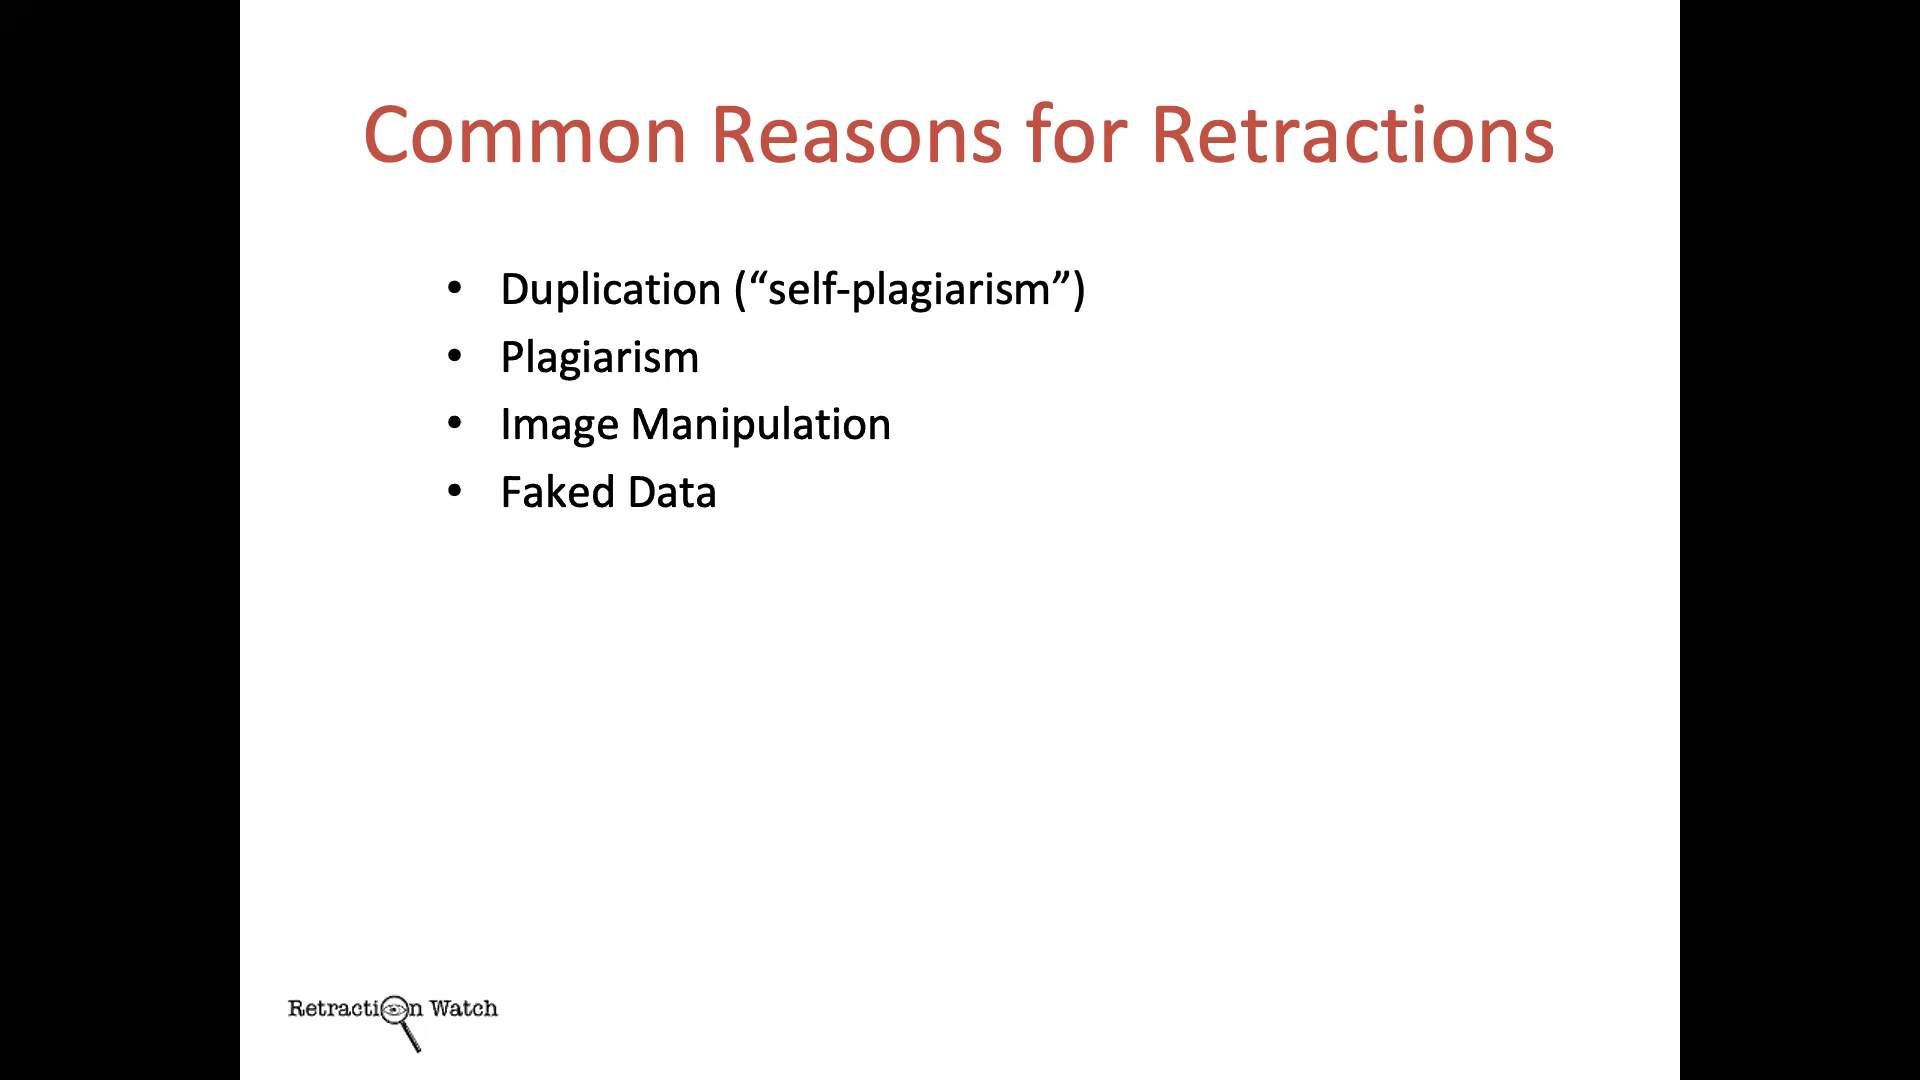 Common Reasons for Retractions
• Duplication (“self-plagiarism”)
• Plagiarism
• Image Manipulation
• Faked Data
Retraction Watch